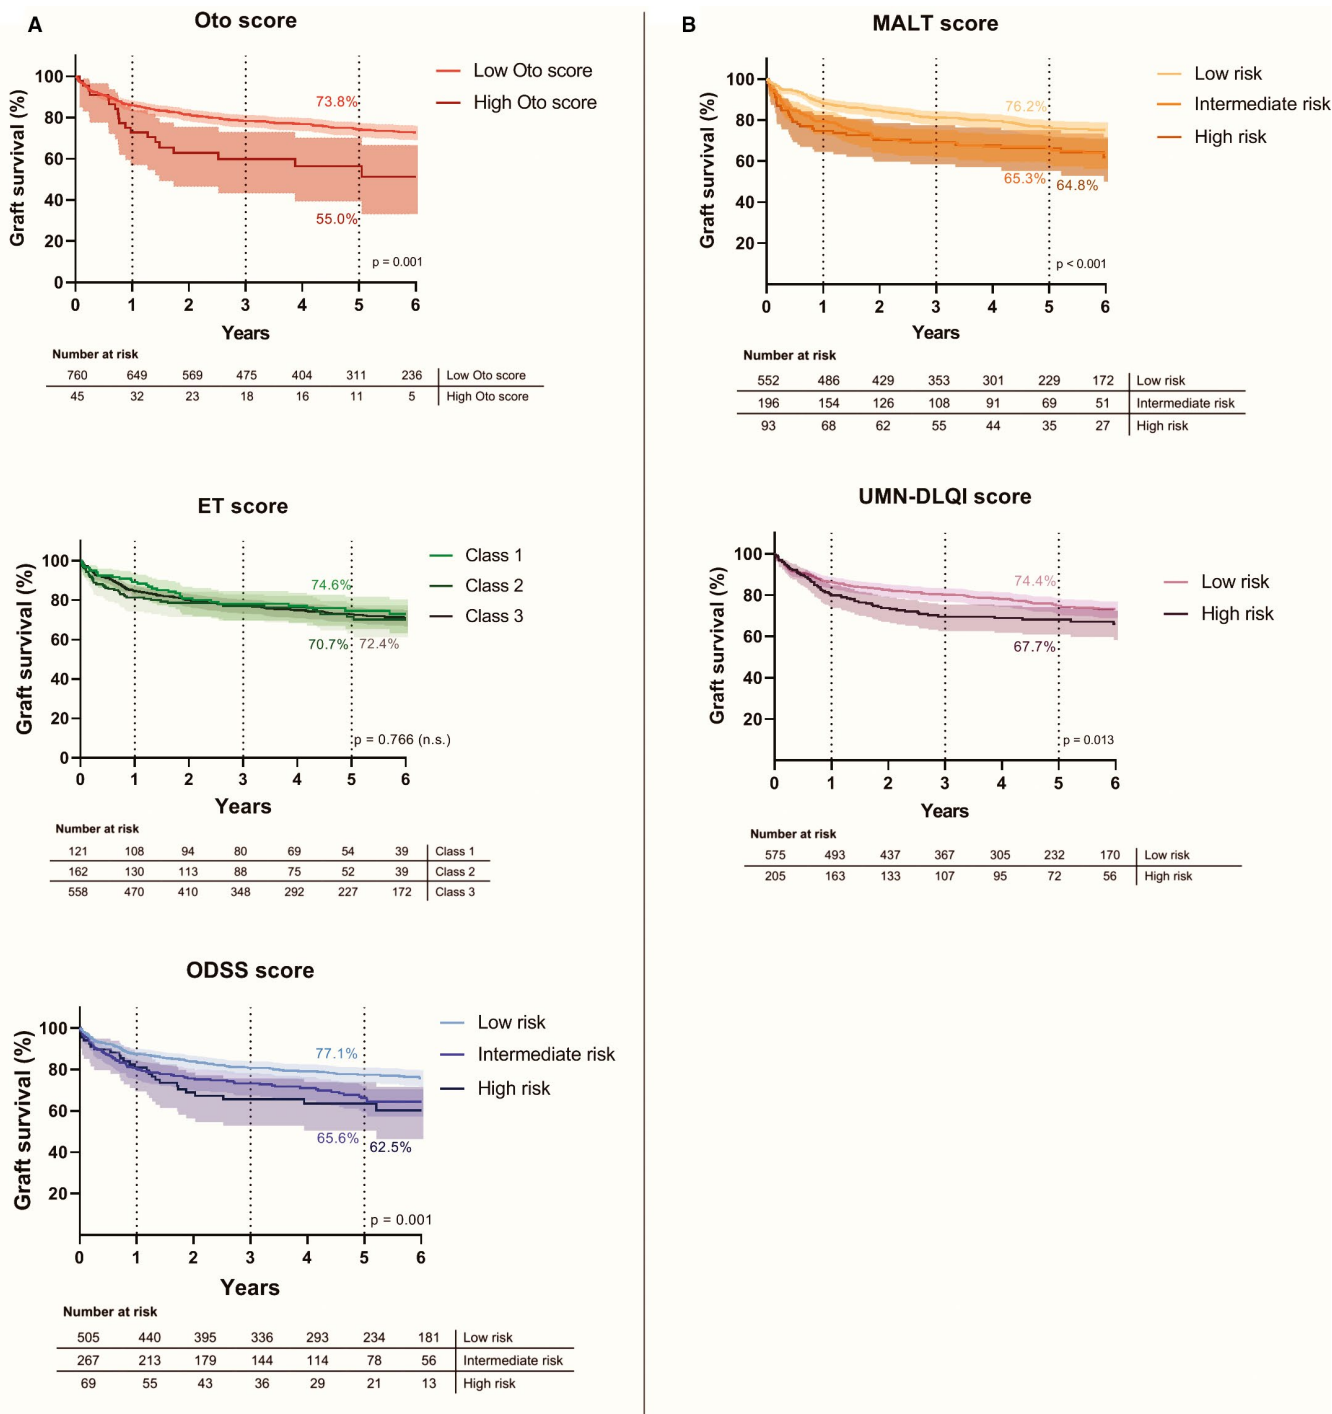 A
Oto score
Graft survival (%)
100
80
60
40
20
0
73.8%
55.0%
p = 0.001
0 1 2 3 4 5 6
Years
Low Oto score
High Oto score
Number at risk
760 649 569 475 404 311 236 Low Oto score
45 32 23 18 16 11 5 High Oto score
ET score
Graft survival (%)
100
80
60
40
20
0
74.6%
70.7% 72.4%
p = 0.766 (n.s.)
0 1 2 3 4 5 6
Years
Class 1
Class 2
Class 3
Number at risk
121 108 94 80 69 54 39 Class 1
162 130 113 88 75 52 39 Class 2
558 470 410 348 292 227 172 Class 3
ODSS score
Graft survival (%)
100
80
60
40
20
77.1%
65.6% 62.5%
p = 0.001
0 1 2 3 4 5 6
Years
Low risk
Intermediate risk
High risk
Number at risk
505 440 395 336 293 234 181 Low risk
267 213 179 144 114 78 56 Intermediate risk
69 55 43 36 29 21 13 High risk
B
MALT score
Graft survival (%)
100
80
60
40
20
76.2%
65.3% 64.8%
p < 0.001
0 1 2 3 4 5 6
Years
Low risk
Intermediate risk
High risk
Number at risk
552 486 429 353 301 229 172 Low risk
196 154 126 108 91 69 51 Intermediate risk
93 68 62 55 44 35 27 High risk
UMN-DLQI score
Graft survival (%)
100
80
60
40
20
74.4%
67.7%
p = 0.013
0 1 2 3 4 5 6
Years
Low risk
High risk
Number at risk
575 493 437 367 305 232 170 Low risk
205 163 133 107 95 72 56 High risk